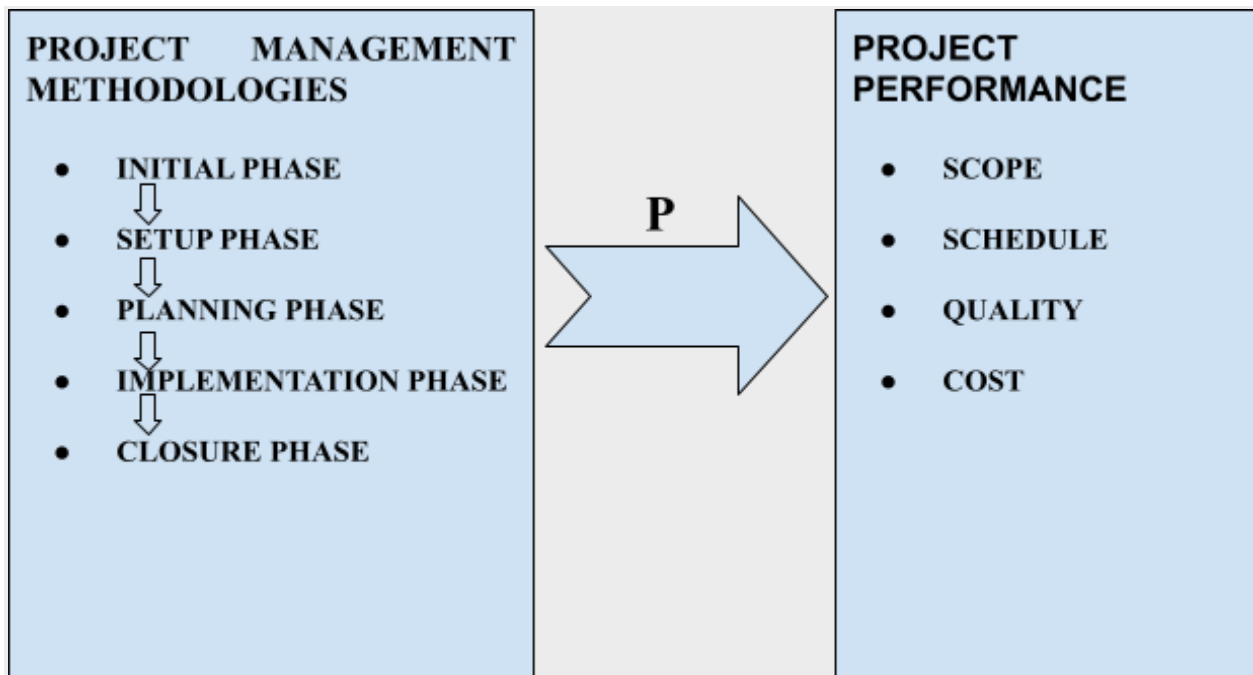 PROJECT MANAGEMENT
METHODOLOGIES
● INITIAL PHASE
● SETUP PHASE
● PLANNING PHASE
● IMPLEMENTATION PHASE
● CLOSURE PHASE
P
PROJECT
PERFORMANCE
● SCOPE
● SCHEDULE
● QUALITY
● COST